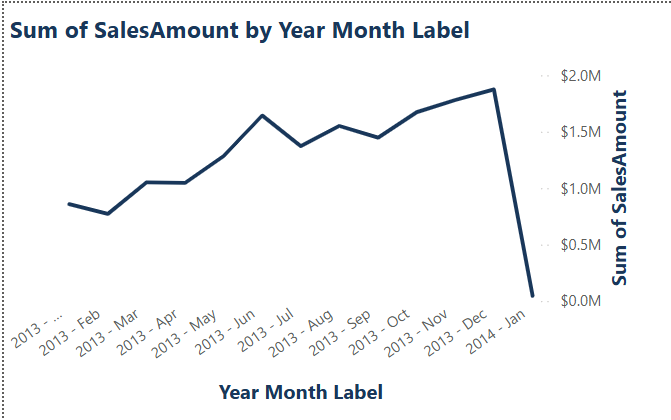 Sum of SalesAmount by Year Month Label
$2.0M
$1.5M
$1.0M
$0.5M
$0.0M
Sum of SalesAmount
2013 - ...
2013 - Feb
2013 - Mar
2013 - Apr
2013 - May
2013 - Jun
2013 - Jul
2013 - Aug
2013 - Sep
2013 - Oct
2013 - Nov
2013 - Dec
2014 - Jan
Year Month Label